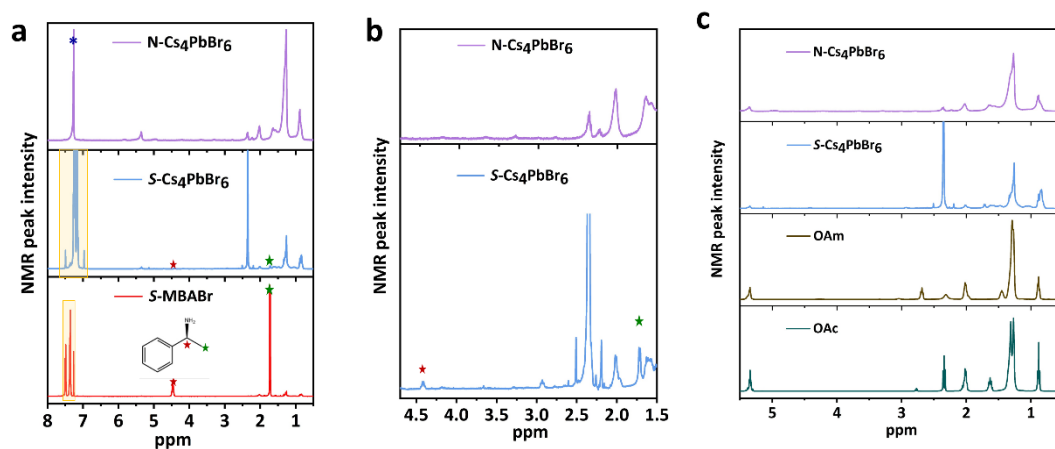 a
*
N-Cs₄PbBr₆
S-Cs₄PbBr₆
S-MBABr
NH₂
NMR peak intensity
8 7 6 5 4 3 2 1
ppm
b
N-Cs₄PbBr₆
S-Cs₄PbBr₆
NMR peak intensity
4.5 4.0 3.5 3.0 2.5 2.0 1.5
ppm
c
N-Cs₄PbBr₆
S-Cs₄PbBr₆
OAm
OAc
NMR peak intensity
5 4 3 2 1
ppm